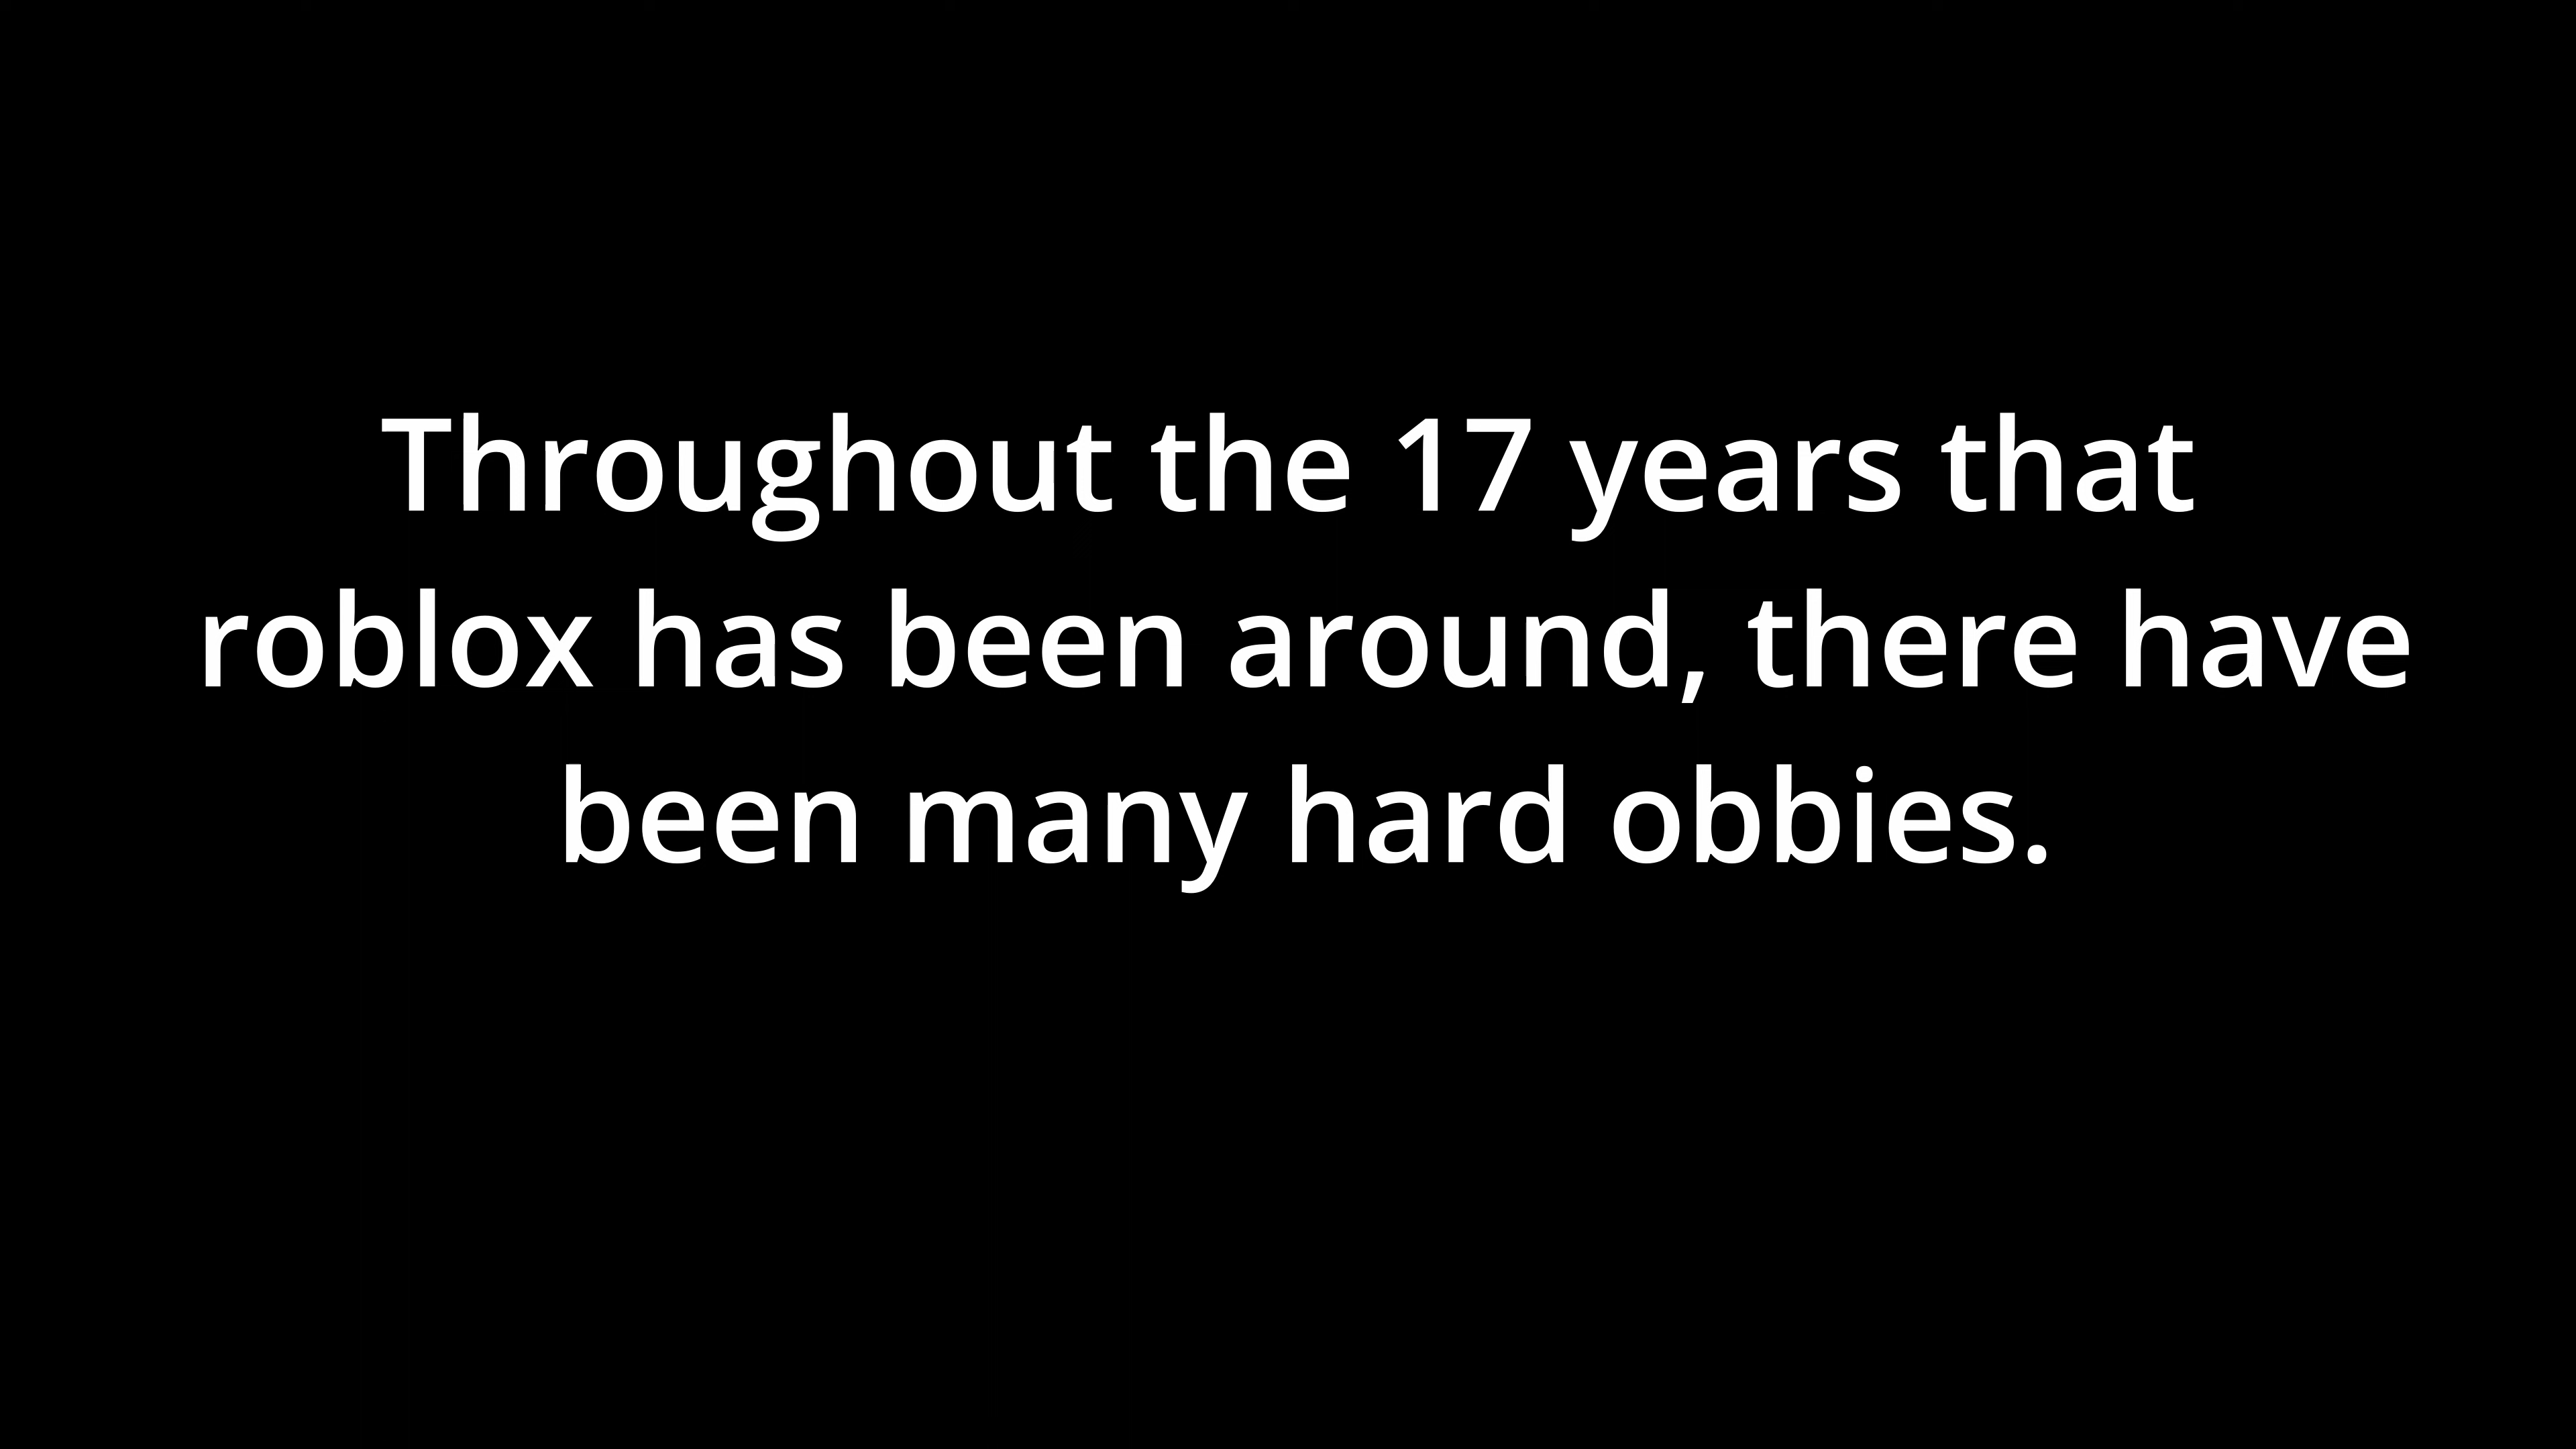 Throughout the 17 years that
roblox has been around, there have
been many hard obbies.